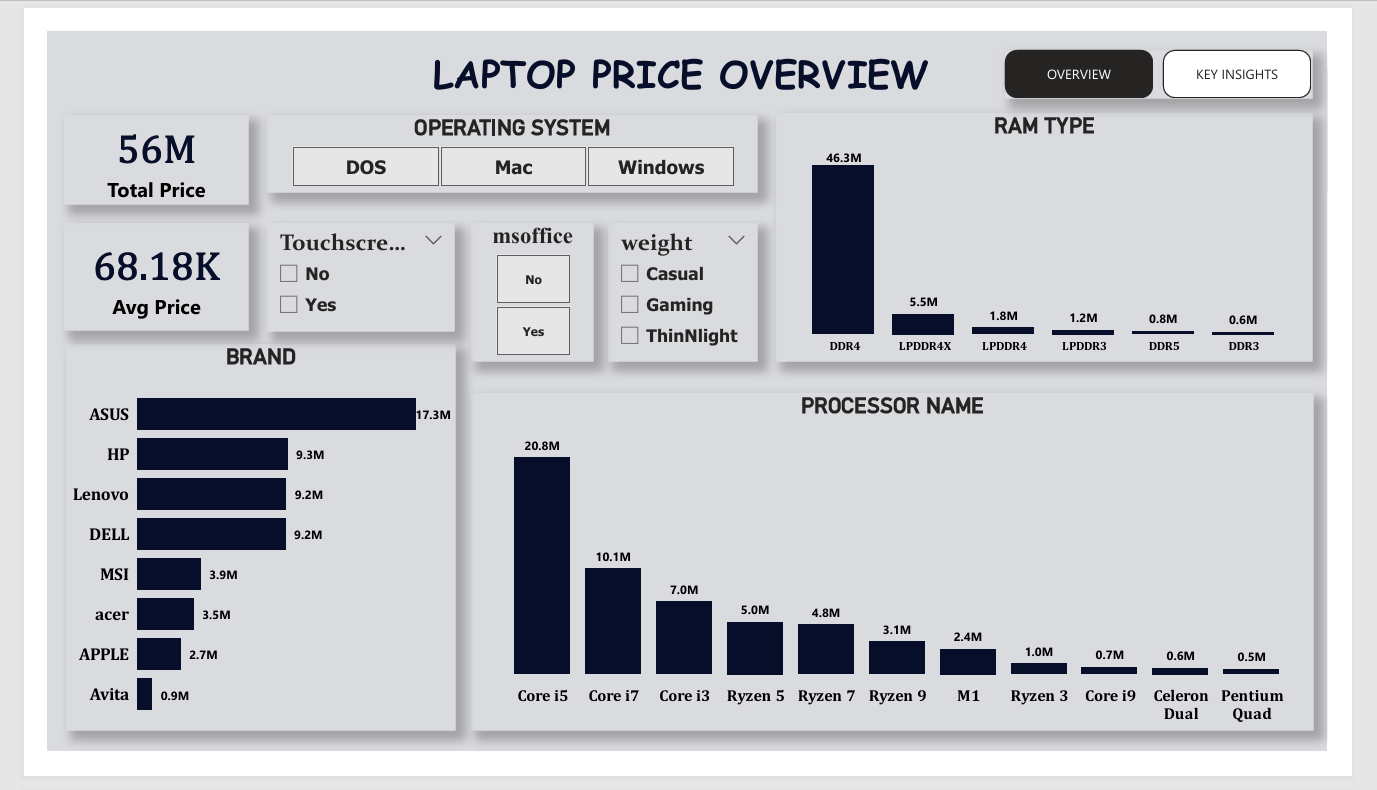 LAPTOP PRICE OVERVIEW
OVERVIEW
KEY INSIGHTS
56M
Total Price
OPERATING SYSTEM
DOS
Mac
Windows
68.18K
Avg Price
Touchscre...
No
Yes
msoffice
No
Yes
weight
Casual
Gaming
ThinNlight
RAM TYPE
46.3M
5.5M
1.8M
1.2M
0.8M
0.6M
DDR4
LPDDR4X
LPDDR4
LPDDR3
DDR5
DDR3
BRAND
ASUS 17.3M
HP 9.3M
Lenovo 9.2M
DELL 9.2M
MSI 3.9M
acer 3.5M
APPLE 2.7M
Avita 0.9M
PROCESSOR NAME
20.8M
10.1M
7.0M
5.0M
4.8M
3.1M
2.4M
1.0M
0.7M
0.6M
0.5M
Core i5
Core i7
Core i3
Ryzen 5
Ryzen 7
Ryzen 9
M1
Ryzen 3
Core i9
Celeron
Dual
Pentium
Quad